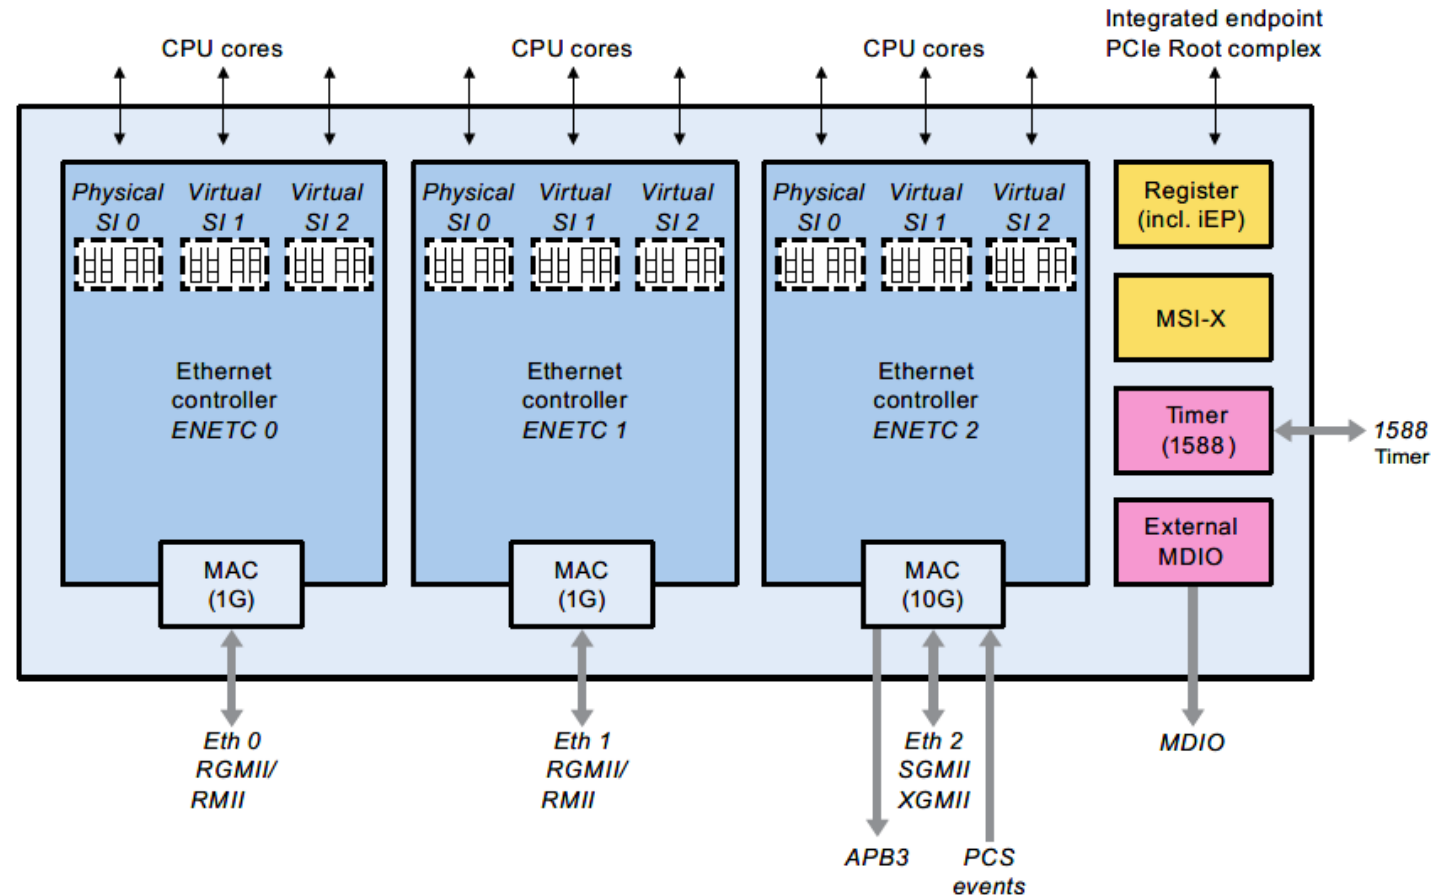 CPU cores
CPU cores
CPU cores
Integrated endpoint
PCIe Root complex
Physical
SI 0
Virtual
SI 1
Virtual
SI 2
Physical
SI 0
Virtual
SI 1
Virtual
SI 2
Physical
SI 0
Virtual
SI 1
Virtual
SI 2
Register
(incl. iEP)
MSI-X
Ethernet
controller
ENETC 0
Ethernet
controller
ENETC 1
Ethernet
controller
ENETC 2
Timer
(1588)
1588
Timer
External
MDIO
MAC
(1G)
MAC
(1G)
MAC
(10G)
Eth 0
RGMII/
RMII
Eth 1
RGMII/
RMII
Eth 2
SGMII
XGMII
MDIO
APB3
PCS
events